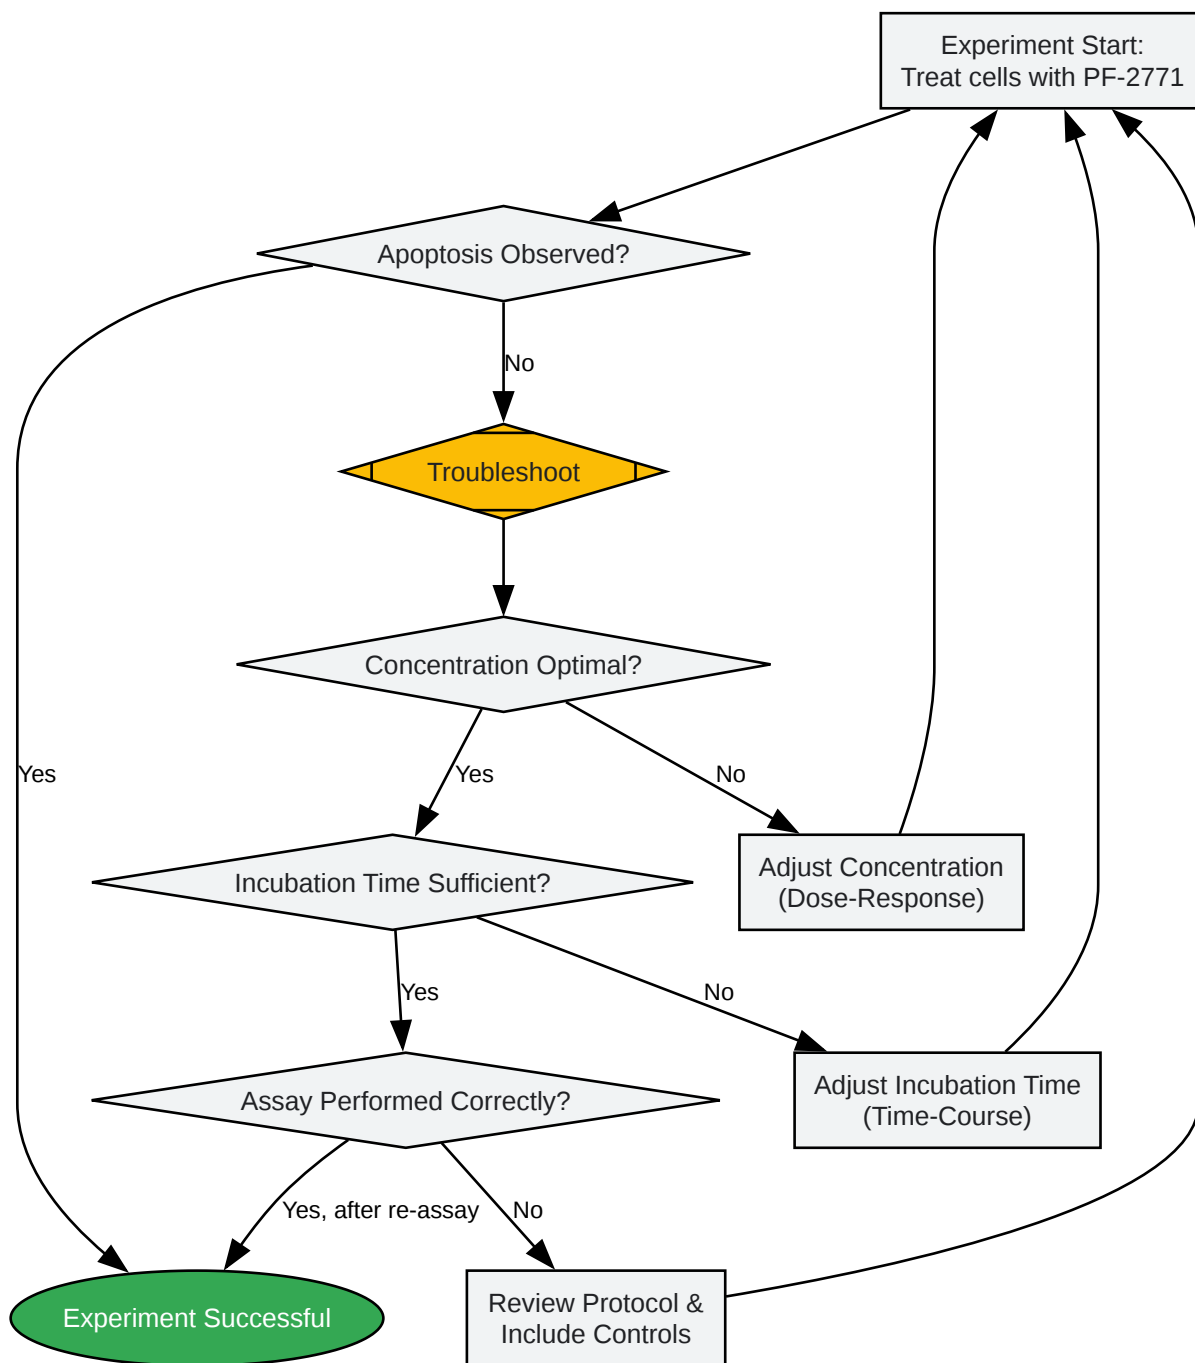 Experiment Start:
Treat cells with PF-2771
Apoptosis Observed?
No
Troubleshoot
Concentration Optimal?
Yes
Yes
No
Adjust Concentration
(Dose-Response)
Incubation Time Sufficient?
Yes
No
Adjust Incubation Time
(Time-Course)
Assay Performed Correctly?
Yes, after re-assay
No
Experiment Successful
Review Protocol &
Include Controls